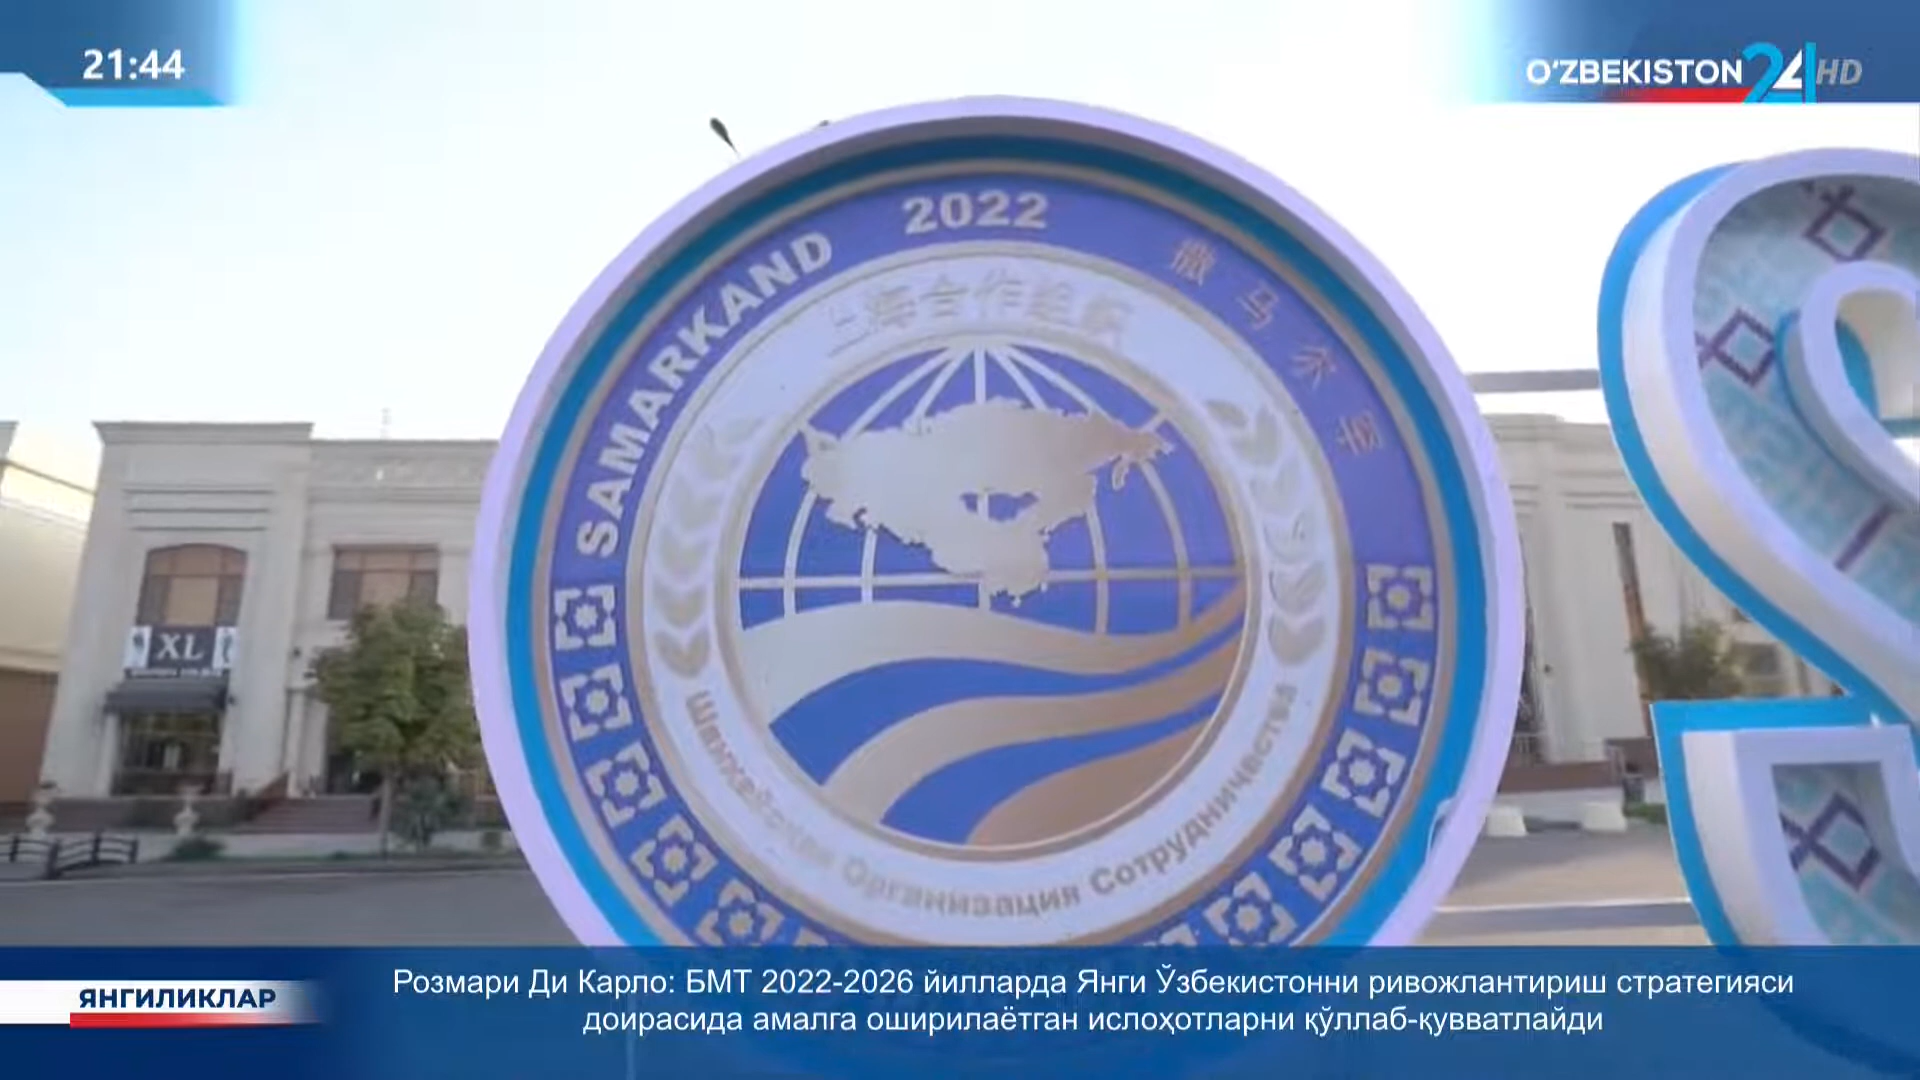 21:44
O‘ZBEKISTON 24 HD
2022
SAMARKAND
撒马尔罕
上海合作组织
XL
Шанхайская Организация Сотрудничества
ЯНГИЛИКЛАР
Розмари Ди Карло: БМТ 2022-2026 йилларда Янги Ўзбекистонни ривожлантириш стратегияси
доирасида амалга оширилаётган ислоҳотларни қўллаб-қувватлайди